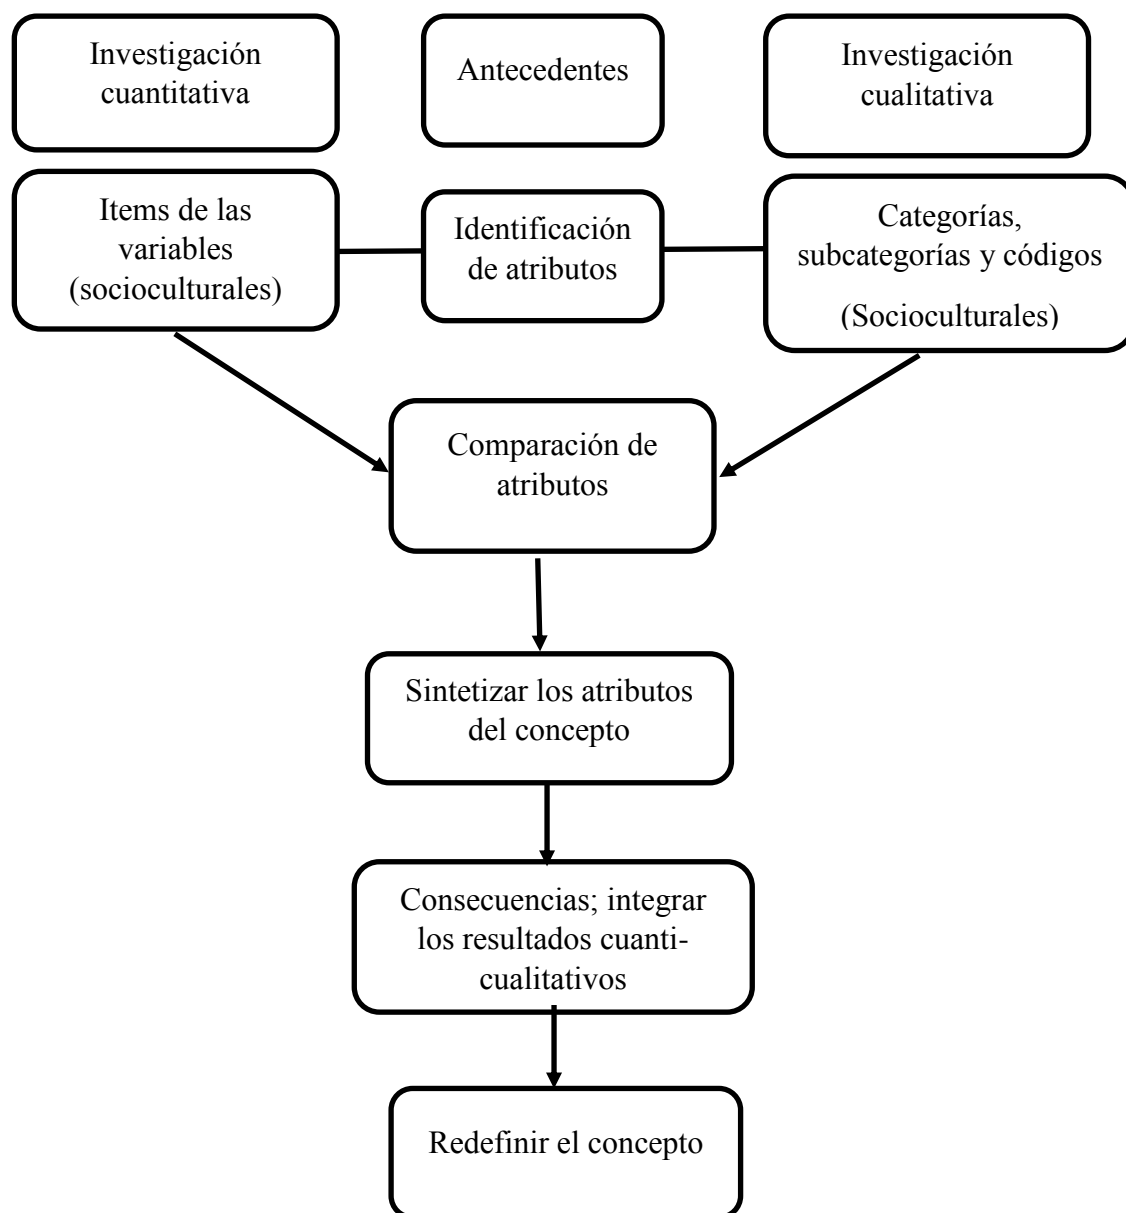 Investigación
cuantitativa
Antecedentes
Investigación
cualitativa
Items de las
variables
(socioculturales)
Identificación
de atributos
Categorías,
subcategorías y códigos
(Socioculturales)
Comparación de
atributos
Sintetizar los atributos
del concepto
Consecuencias; integrar
los resultados cuanti-
cualitativos
Redefinir el concepto